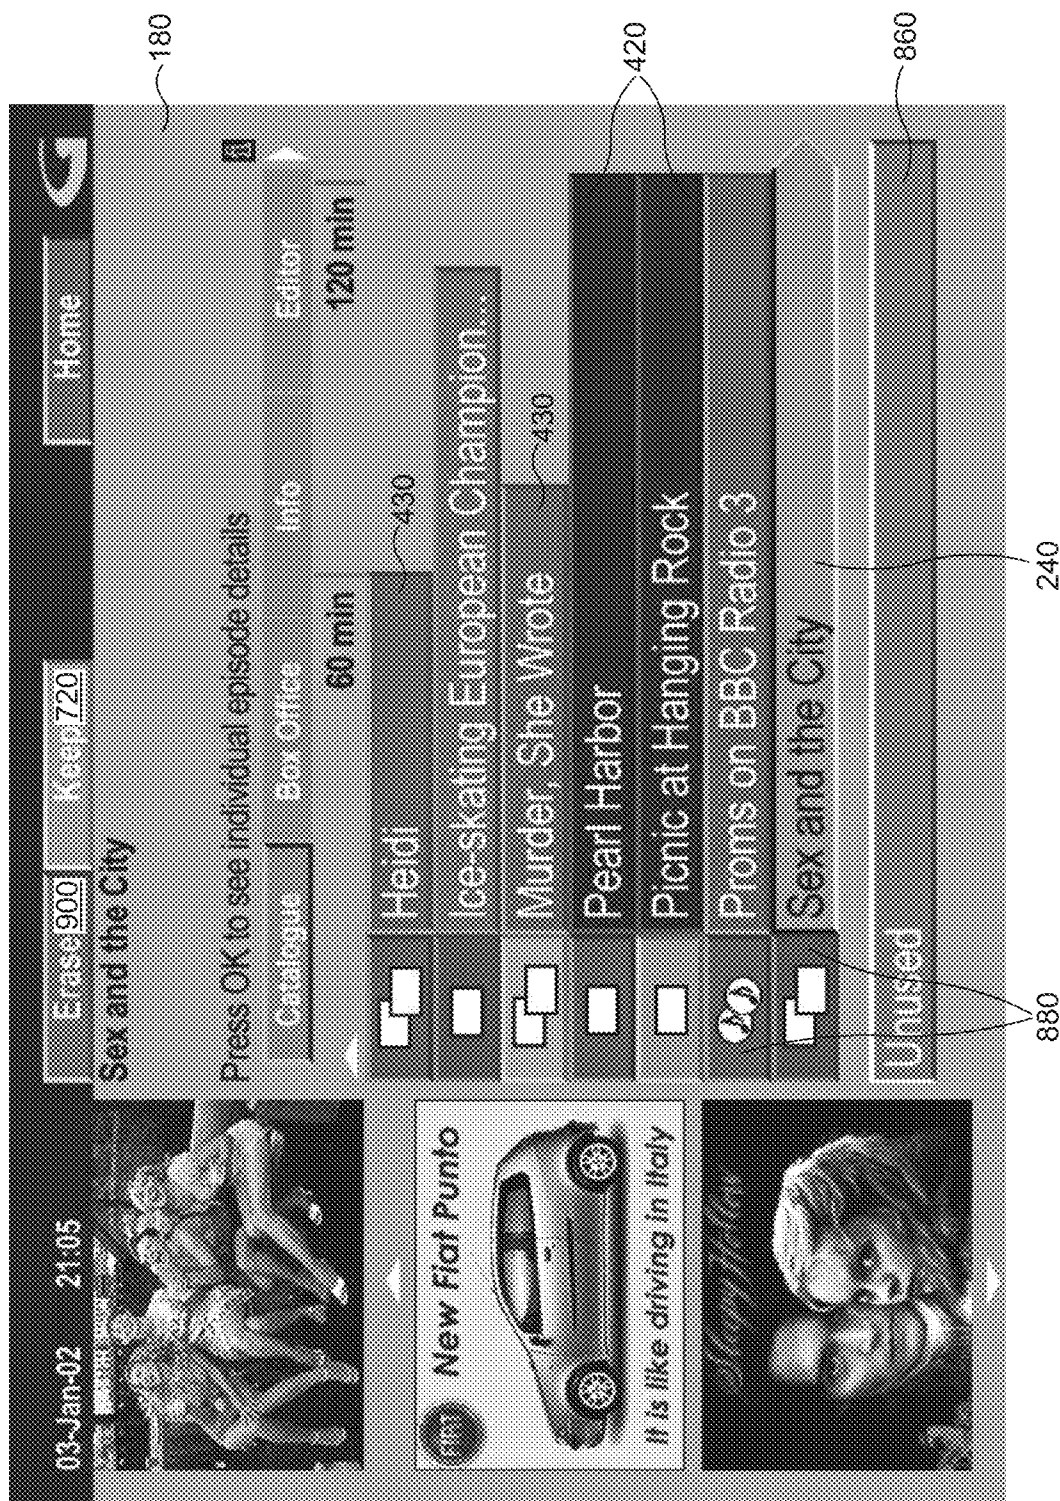 03-Jan-02 21:05 Erase 900 Keep 720 Home
Sex and the City
180
Press OK to see individual episode details
Catalogue Box Office Info Editor
60 min 120 min
Heidi
430
Ice-skating European Champion...
Murder, She Wrote
430
Pearl Harbor
Picnic at Hanging Rock
420
Proms on BBC Radio 3
Sex and the City
240
880
Unused
860
FIAT
New Fiat Punto
It is like driving in Italy